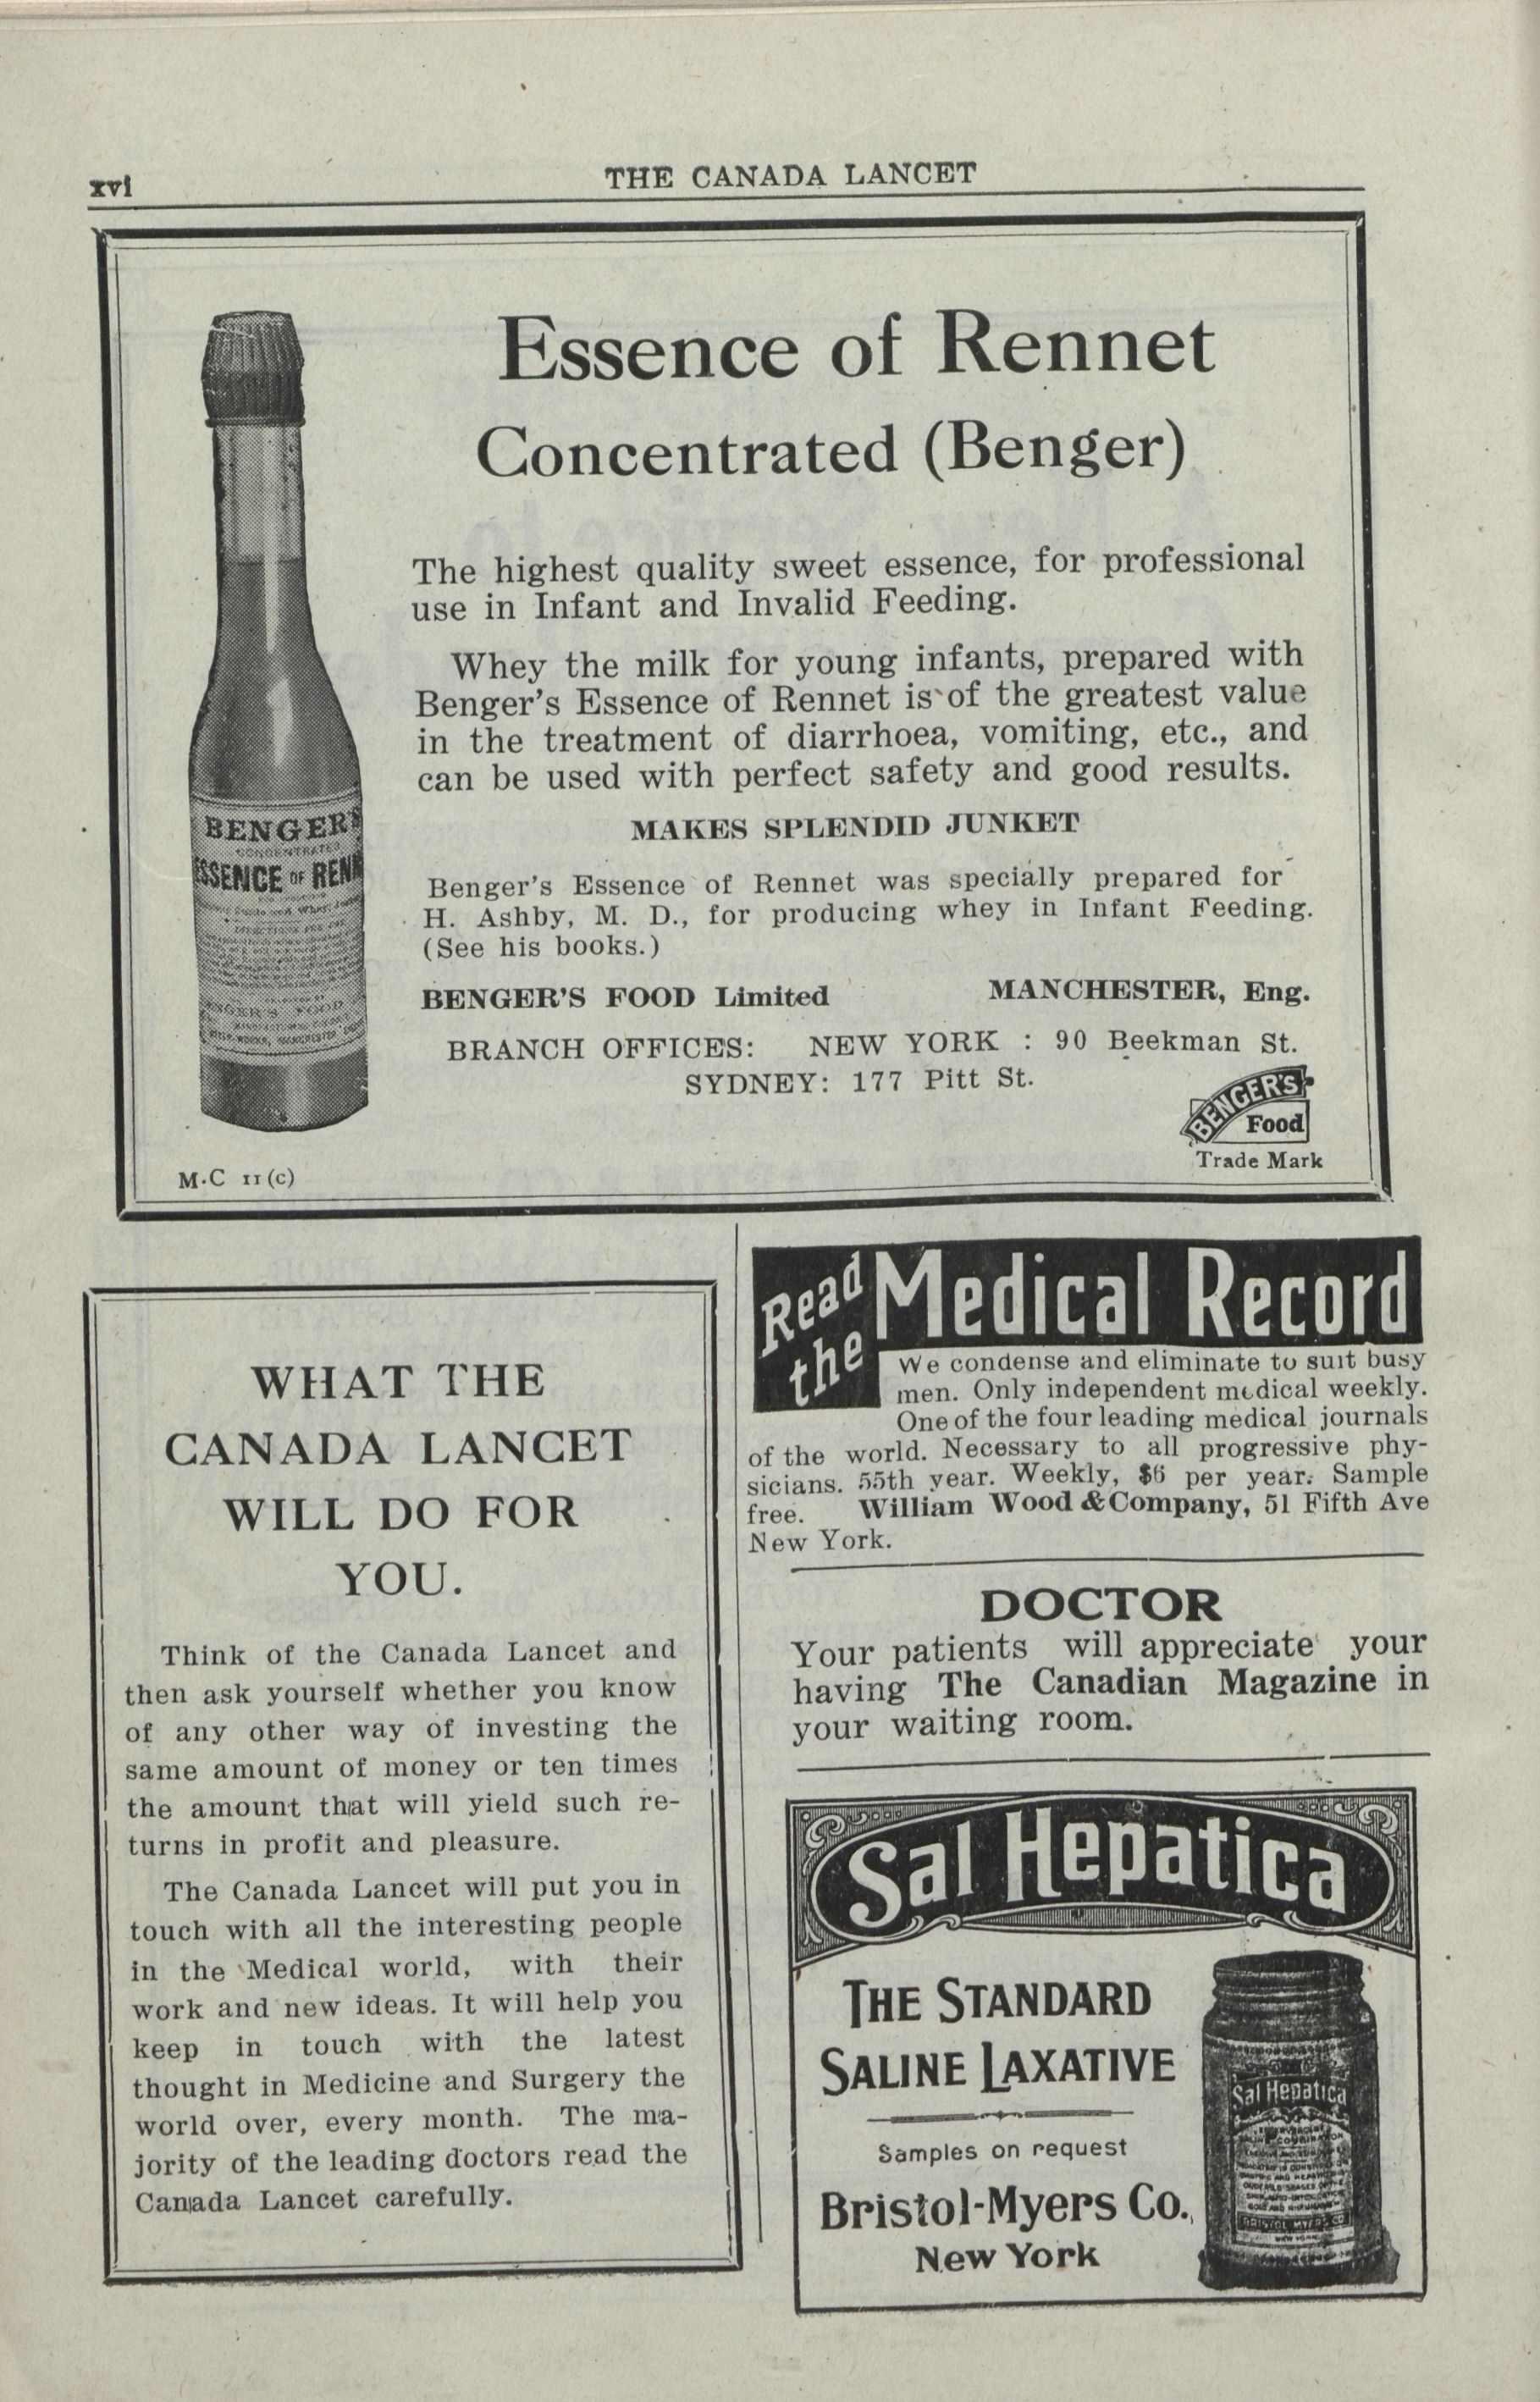 xvi
THE CANADA LANCET
Essence of Rennet
Concentrated (Benger)
The highest quality sweet essence, for professional
use in Infant and Invalid Feeding.
Whey the milk for young infants, prepared with
Benger's Essence of Rennet is of the greatest value
in the treatment of diarrhoea, vomiting, etc., and
can be used with perfect safety and good results.
MAKES SPLENDID JUNKET
Benger's Essence of Rennet was specially prepared for
H. Ashby, M. D., for producing whey in Infant Feeding.
(See his books.)
BENGER'S FOOD Limited MANCHESTER, Eng.
BRANCH OFFICES: NEW YORK : 90 Beekman St.
SYDNEY: 177 Pitt St.
BENGER'S
Food
Trade Mark
BENGER'S
CONCENTRATED
ESSENCE OF RENN
M.C 11 (c)
WHAT THE
CANADA LANCET
WILL DO FOR
YOU.
Think of the Canada Lancet and
then ask yourself whether you know
of any other way of investing the
same amount of money or ten times
the amount that will yield such re-
turns in profit and pleasure.
The Canada Lancet will put you in
touch with all the interesting people
in the Medical world, with their
work and new ideas. It will help you
keep in touch with the latest
thought in Medicine and Surgery the
world over, every month. The ma-
jority of the leading doctors read the
Canada Lancet carefully.
Read the Medical Record
We condense and eliminate to suit busy
men. Only independent medical weekly.
One of the four leading medical journals
of the world. Necessary to all progressive phy-
sicians. 55th year. Weekly, $6 per year. Sample
free. William Wood & Company, 51 Fifth Ave
New York.
DOCTOR
Your patients will appreciate your
having The Canadian Magazine in
your waiting room.
Sal Hepatica
THE STANDARD
SALINE LAXATIVE
Samples on request
Bristol-Myers Co.
New York
Sal Hepatica
BRISTOL MYERS CO
NEW YORK